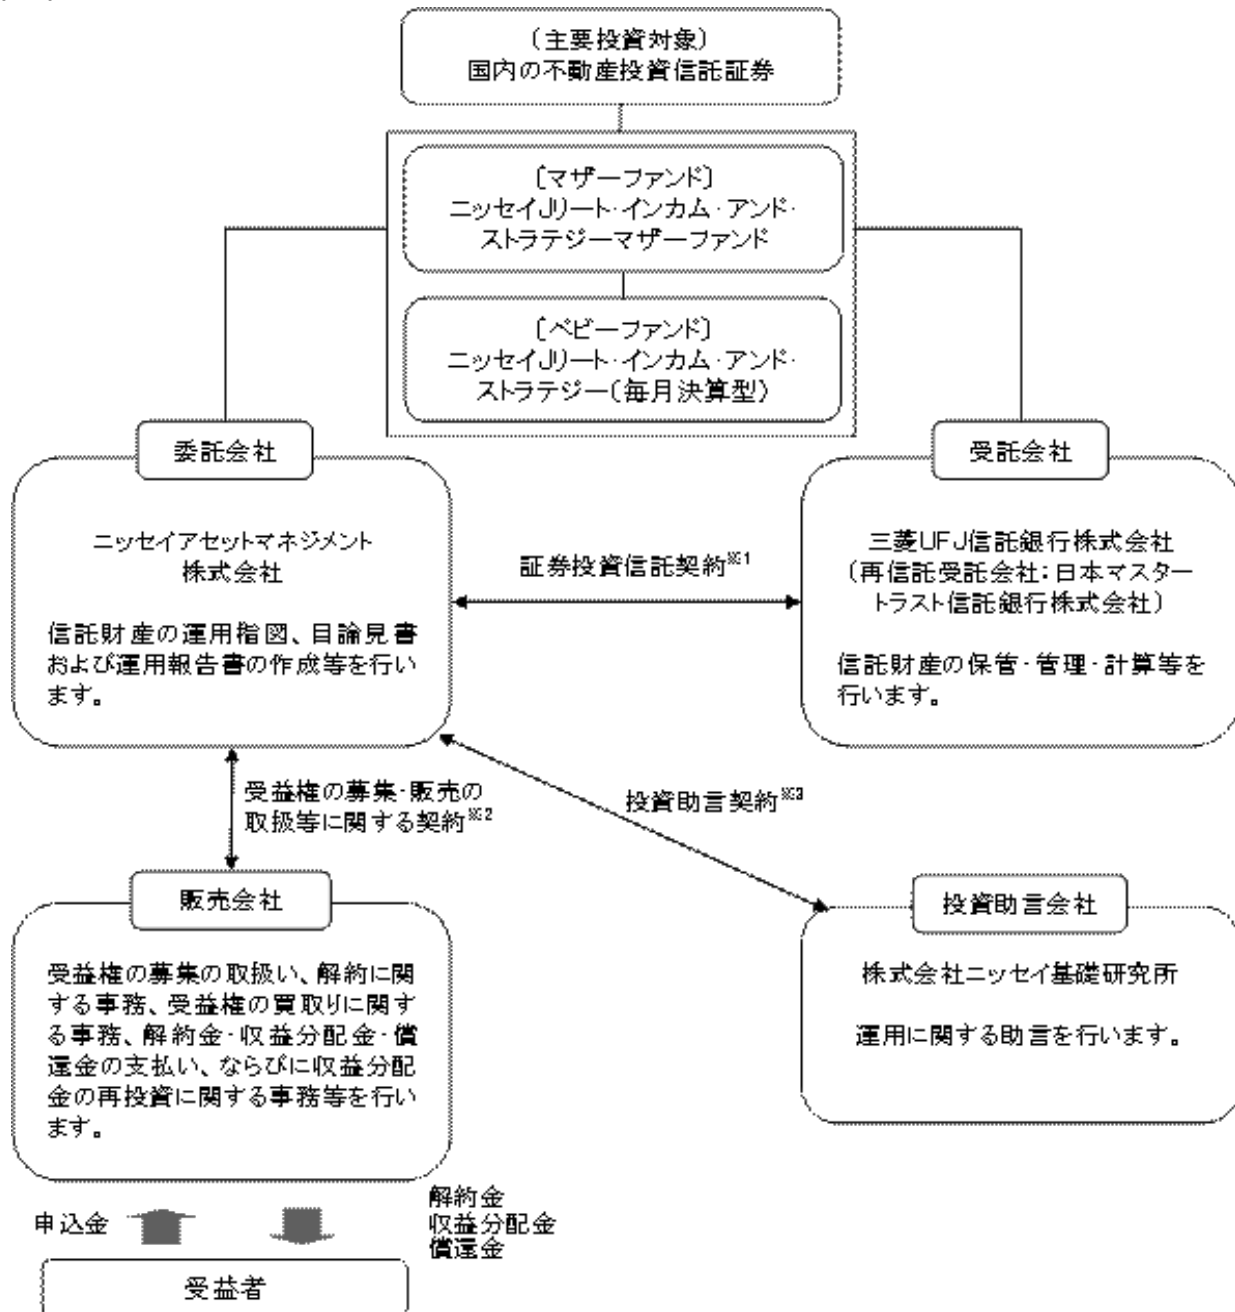 (主要投資対象)
国内の不動産投資信託証券
〔マザーファンド〕
ニッセイJリート・インカム・アンド・
ストラテジーマザーファンド
〔ベビーファンド〕
ニッセイJリート・インカム・アンド・
ストラテジー(毎月決算型)
委託会社
ニッセイアセットマネジメント
株式会社
信託財産の運用指図、目論見書
および運用報告書の作成等を行い
ます。
証券投資信託契約※1
受託会社
三菱UFJ信託銀行株式会社
(再信託受託会社:日本マスター
トラスト信託銀行株式会社)
信託財産の保管・管理・計算等を
行います。
受益権の募集・販売の
取扱等に関する契約※2
投資助言契約※3
販売会社
受益権の募集の取扱い、解約に関
する事務、受益権の買取りに関す
る事務、解約金・収益分配金・償
還金の支払い、ならびに収益分配
金の再投資に関する事務等を行い
ます。
投資助言会社
株式会社ニッセイ基礎研究所
運用に関する助言を行います。
申込金
解約金
収益分配金
償還金
受益者